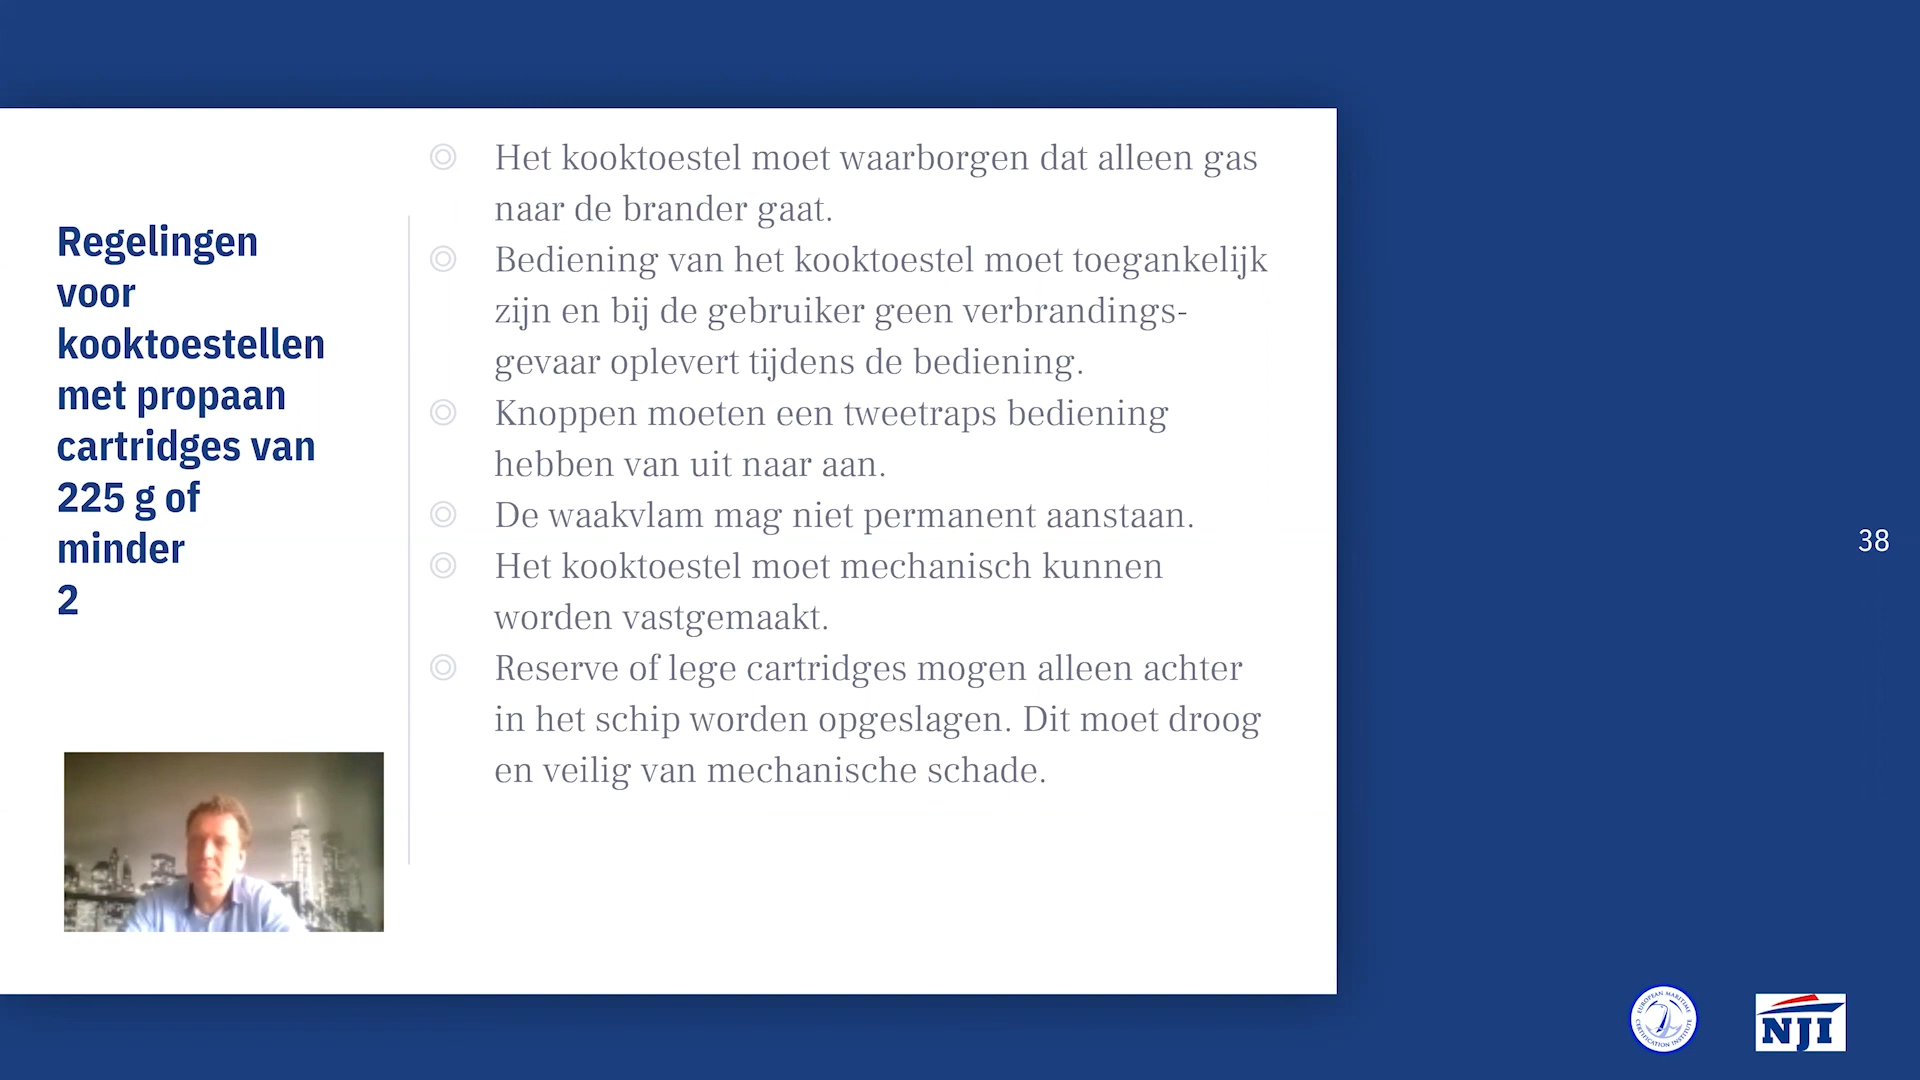 Regelingen
voor
kooktoestellen
met propaan
cartridges van
225 g of
minder
2
Het kooktoestel moet waarborgen dat alleen gas
naar de brander gaat.
Bediening van het kooktoestel moet toegankelijk
zijn en bij de gebruiker geen verbrandings-
gevaar oplevert tijdens de bediening.
Knoppen moeten een tweetraps bediening
hebben van uit naar aan.
De waakvlam mag niet permanent aanstaan.
Het kooktoestel moet mechanisch kunnen
worden vastgemaakt.
Reserve of lege cartridges mogen alleen achter
in het schip worden opgeslagen. Dit moet droog
en veilig van mechanische schade.
38
EUROPEAN MARITIME
CERTIFICATION INSTITUTE
NJI